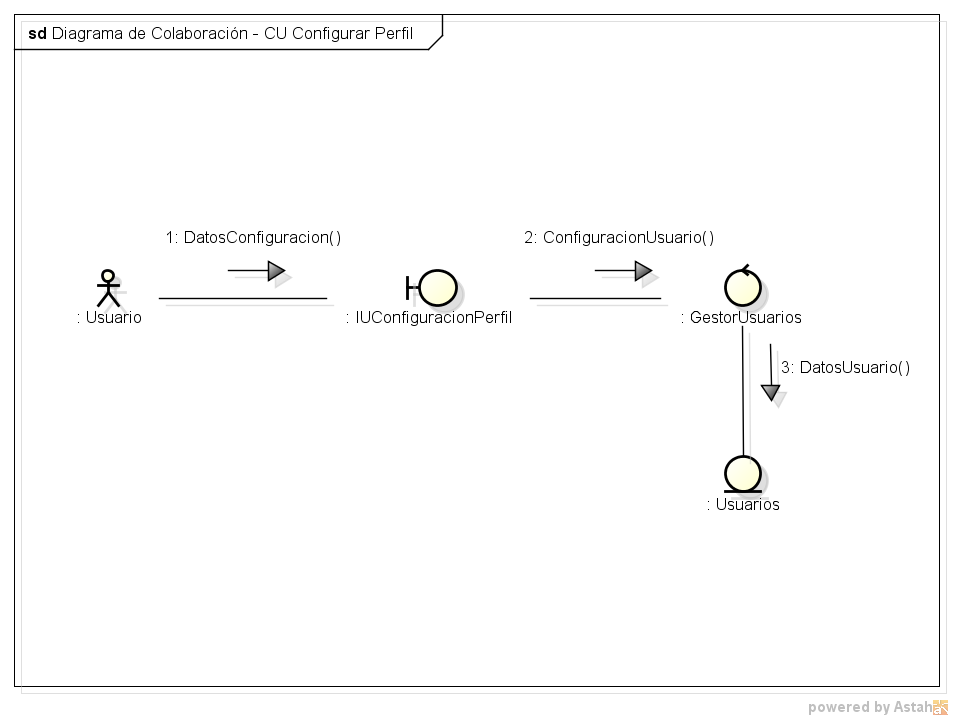 sd Diagrama de Colaboración - CU Configurar Perfil
1: DatosConfiguracion()
2: ConfiguracionUsuario()
: Usuario
: IUConfiguracionPerfil
: GestorUsuarios
3: DatosUsuario()
: Usuarios
powered by Astah